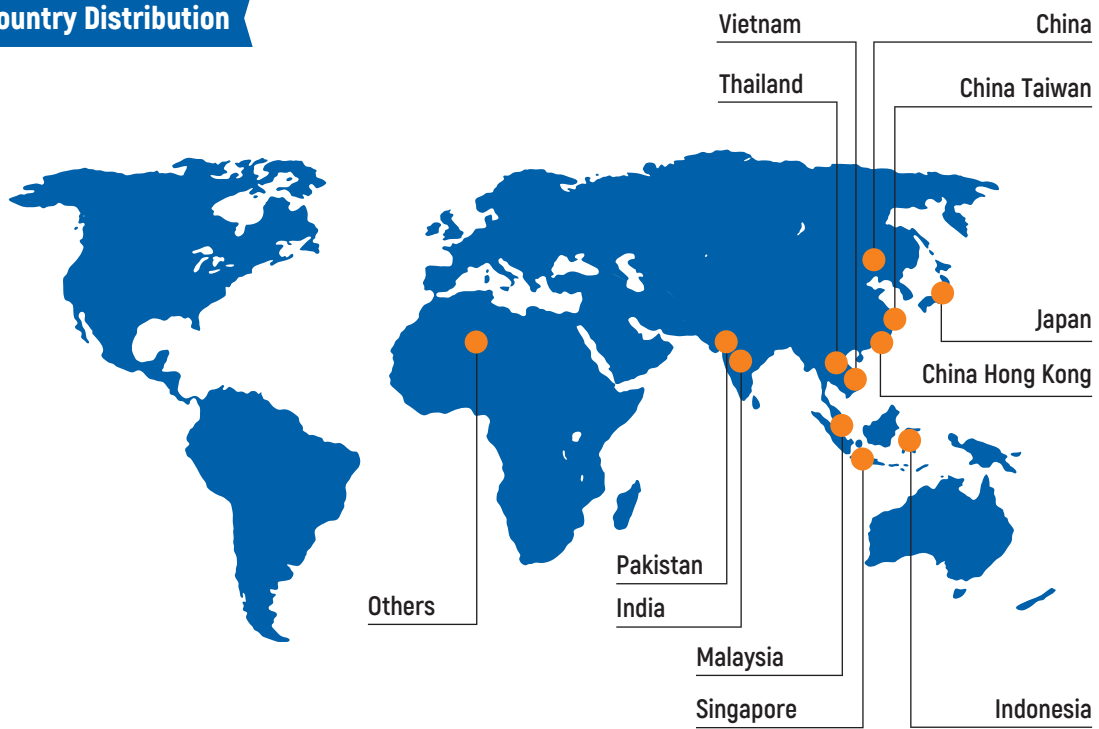 ountry Distribution
Vietnam
China
Thailand
China Taiwan
Japan
China Hong Kong
Pakistan
Others
India
Malaysia
Singapore
Indonesia